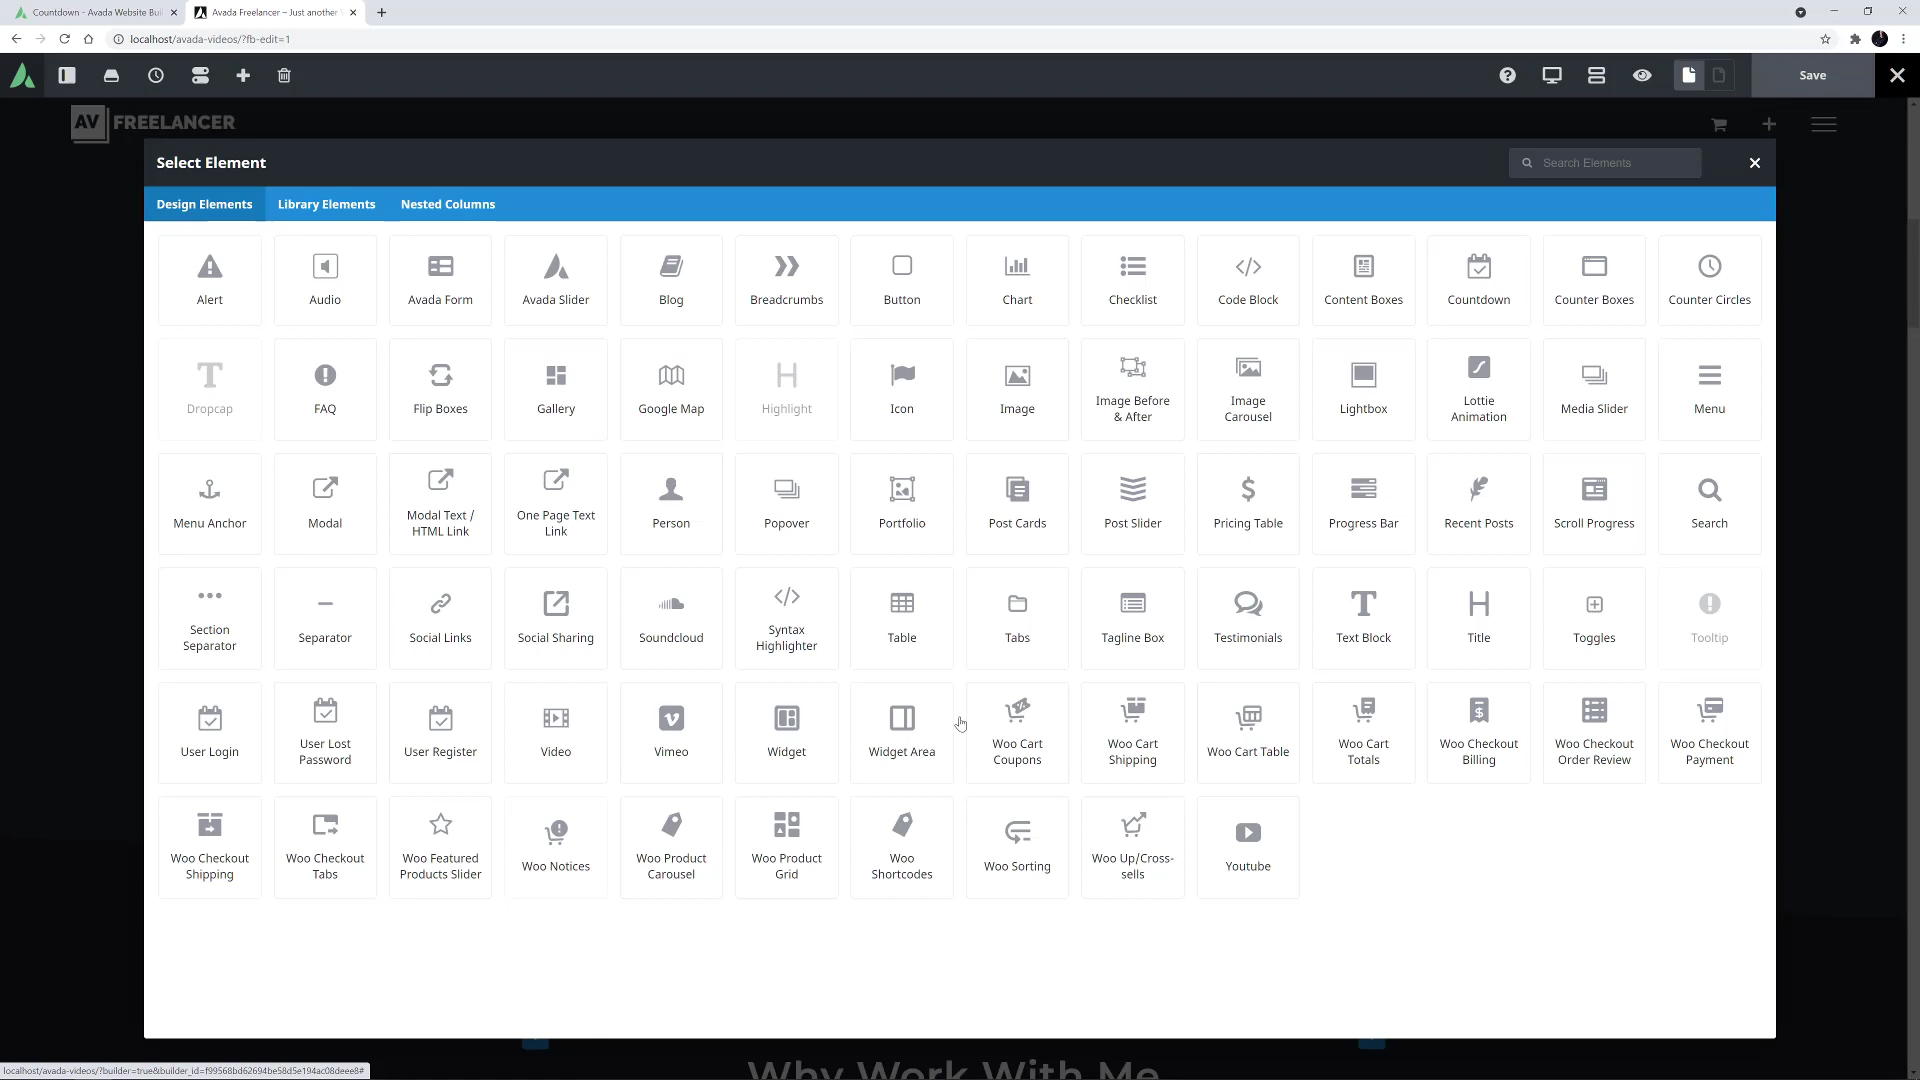 Countdown - Avada Website Bui
Avada Freelancer – Just another
localhost/avada-videos/?fb-edit=1
Save
AV FREELANCER
Select Element
Search Elements
Design Elements
Library Elements
Nested Columns
Alert
Audio
Avada Form
Avada Slider
Blog
Breadcrumbs
Button
Chart
Checklist
Code Block
Content Boxes
Countdown
Counter Boxes
Counter Circles
Dropcap
FAQ
Flip Boxes
Gallery
Google Map
Highlight
Icon
Image
Image Before
& After
Image
Carousel
Lightbox
Lottie
Animation
Media Slider
Menu
Menu Anchor
Modal
Modal Text /
HTML Link
One Page Text
Link
Person
Popover
Portfolio
Post Cards
Post Slider
Pricing Table
Progress Bar
Recent Posts
Scroll Progress
Search
Section
Separator
Separator
Social Links
Social Sharing
Soundcloud
Syntax
Highlighter
Table
Tabs
Tagline Box
Testimonials
Text Block
Title
Toggles
Tooltip
User Login
User Lost
Password
User Register
Video
Vimeo
Widget
Widget Area
Woo Cart
Coupons
Woo Cart
Shipping
Woo Cart Table
Woo Cart
Totals
Woo Checkout
Billing
Woo Checkout
Order Review
Woo Checkout
Payment
Woo Checkout
Shipping
Woo Checkout
Tabs
Woo Featured
Products Slider
Woo Notices
Woo Product
Carousel
Woo Product
Grid
Woo
Shortcodes
Woo Sorting
Woo Up/Cross-
sells
Youtube
Why Work With Me
localhost/avada-videos/?builder=true&builder_id=f99568bd62694be58d5e194ac08deee8#